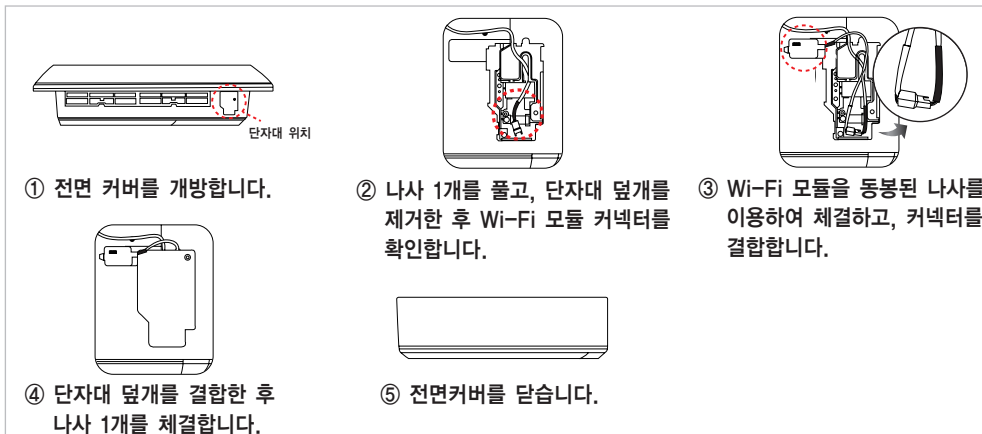 단자대 위치
① 전면 커버를 개방합니다.
② 나사 1개를 풀고, 단자대 덮개를
제거한 후 Wi-Fi 모듈 커넥터를
확인합니다.
③ Wi-Fi 모듈을 동봉된 나사를
이용하여 체결하고, 커넥터를
결합합니다.
④ 단자대 덮개를 결합한 후
나사 1개를 체결합니다.
⑤ 전면커버를 닫습니다.